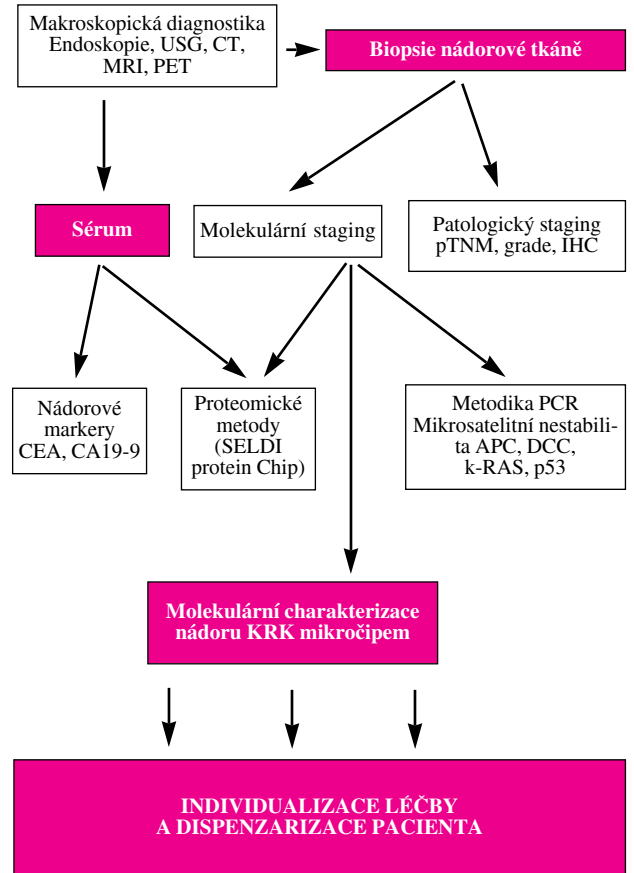 Makroskopická diagnostika
Endoskopie, USG, CT,
MRI, PET
Biopsie nádorové tkáně
Sérum
Molekulární staging
Patologický staging
pTNM, grade, IHC
Nádorové
markery
CEA, CA19-9
Proteomické
metody
(SELDI
protein Chip)
Metodika PCR
Mikrosatelitní nestabili-
ta APC, DCC,
k-RAS, p53
Molekulární charakterizace
nádoru KRK mikročipem
INDIVIDUALIZACE LÉČBY
A DISPENZARIZACE PACIENTA